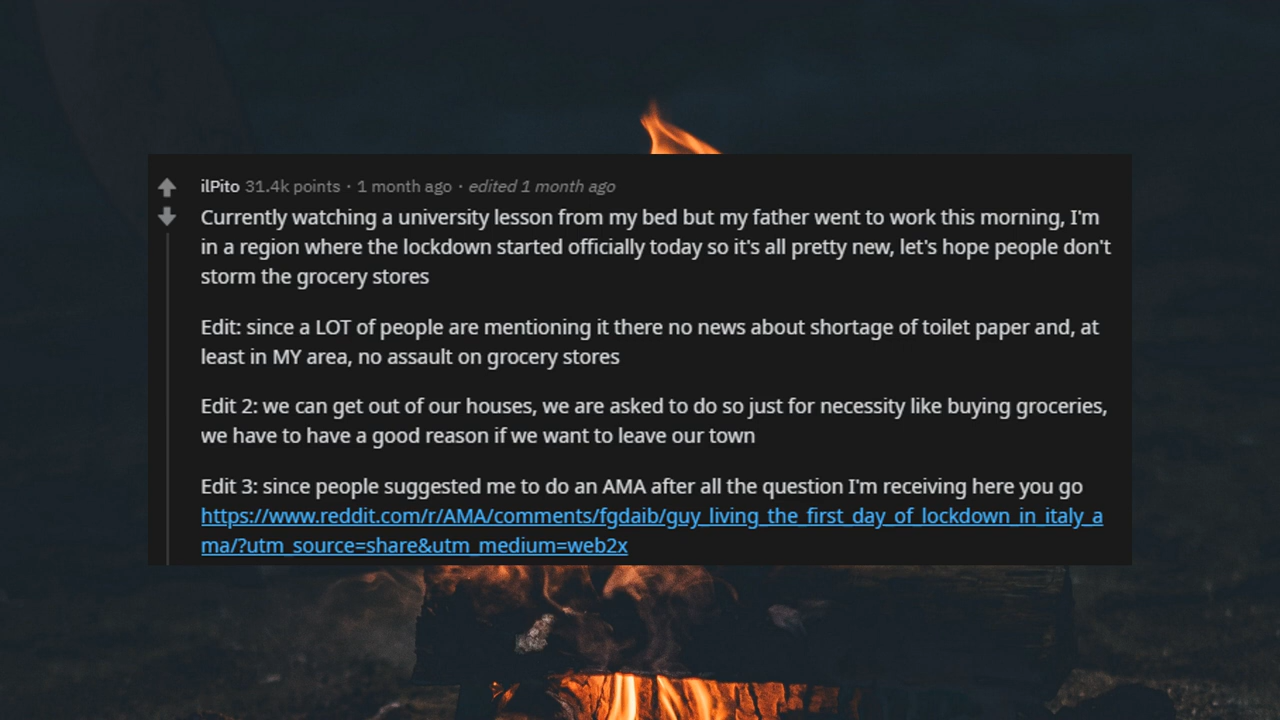 ilPito 31.4k points · 1 month ago · edited 1 month ago
Currently watching a university lesson from my bed but my father went to work this morning, I'm
in a region where the lockdown started officially today so it's all pretty new, let's hope people don't
storm the grocery stores
Edit: since a LOT of people are mentioning it there no news about shortage of toilet paper and, at
least in MY area, no assault on grocery stores
Edit 2: we can get out of our houses, we are asked to do so just for necessity like buying groceries,
we have to have a good reason if we want to leave our town
Edit 3: since people suggested me to do an AMA after all the question I'm receiving here you go
https://www.reddit.com/r/AMA/comments/fgdaib/guy_living_the_first_day_of_lockdown_in_italy_a
ma/?utm_source=share&utm_medium=web2x